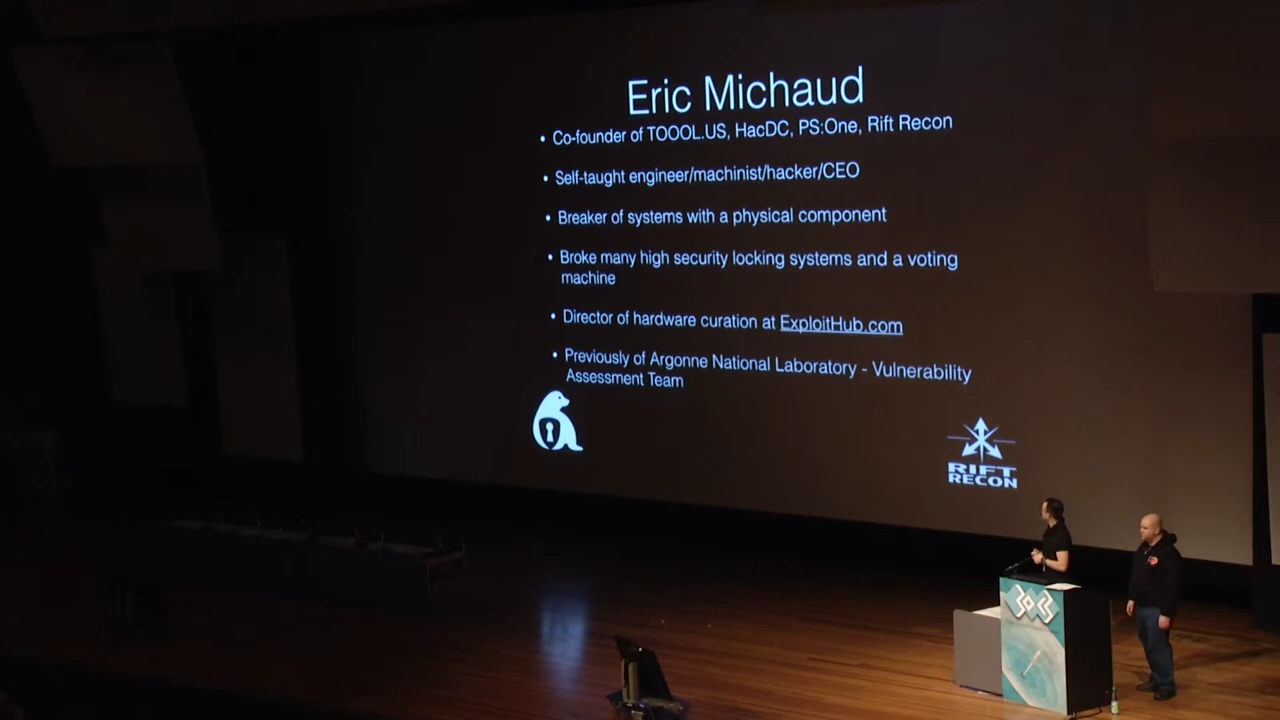 Eric Michaud
• Co-founder of TOOOL.US, HacDC, PS:One, Rift Recon
• Self-taught engineer/machinist/hacker/CEO
• Breaker of systems with a physical component
• Broke many high security locking systems and a voting
machine
• Director of hardware curation at ExploitHub.com
• Previously of Argonne National Laboratory - Vulnerability
Assessment Team
RIFT
RECON
30C3